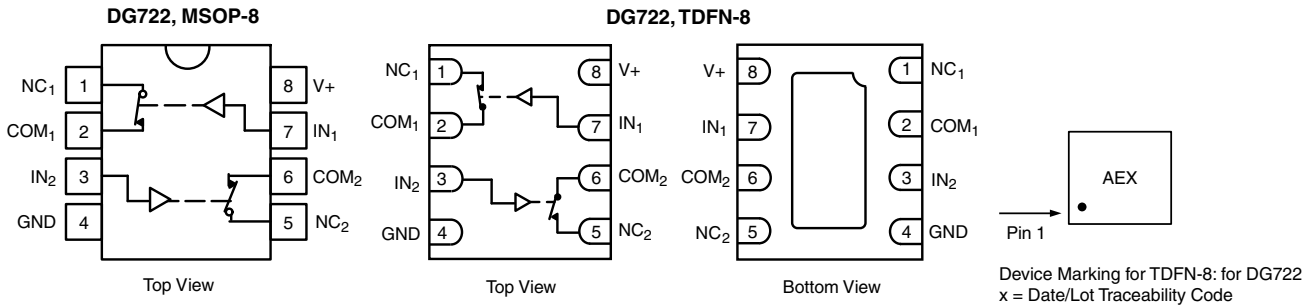 DG722, MSOP-8
NC1
1
8
V+
COM1
2
7
IN1
IN2
3
6
COM2
GND
4
5
NC2
Top View
DG722, TDFN-8
NC1
1
8
V+
COM1
2
7
IN1
IN2
3
6
COM2
GND
4
5
NC2
Top View
V+
8
1
NC1
IN1
7
2
COM1
COM2
6
3
IN2
NC2
5
4
GND
Bottom View
AEX
Pin 1
Device Marking for TDFN-8: for DG722
x = Date/Lot Traceability Code